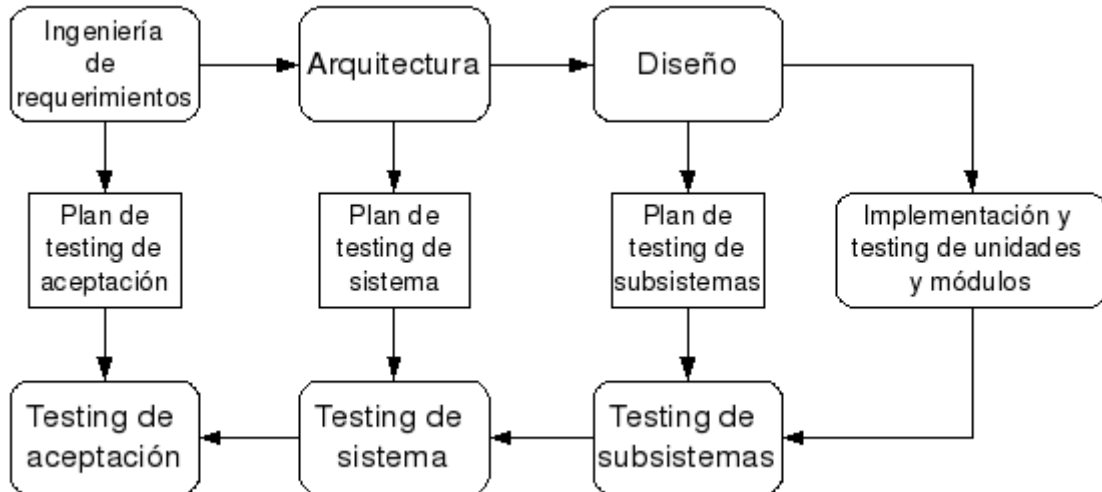 Ingeniería
de
requerimientos
Arquitectura
Diseño
Plan de
testing de
aceptación
Plan de
testing de
sistema
Plan de
testing de
subsistemas
Implementación y
testing de unidades
y módulos
Testing de
aceptación
Testing de
sistema
Testing de
subsistemas